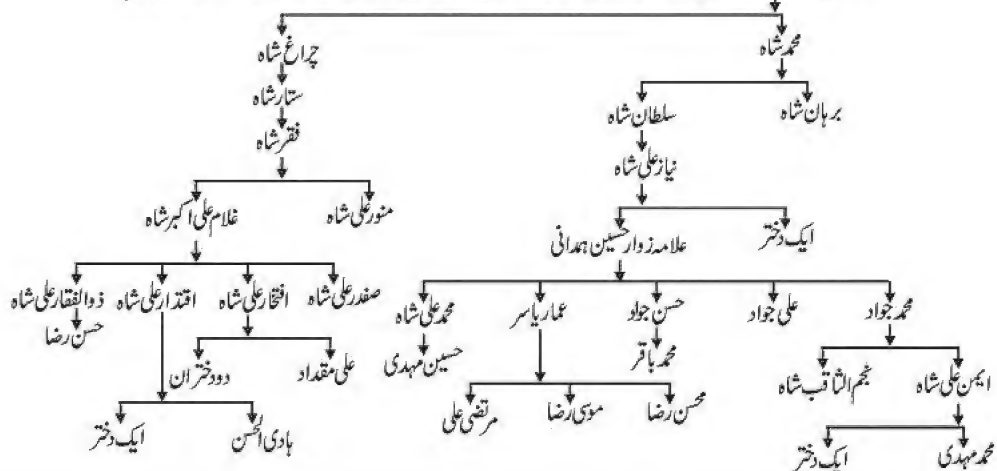 محمد شاہ چراغ شاہ
برہان شاہ سلطان شاہ ستار شاہ
فقر شاہ
نیاز علی شاہ
ایک دختر علامہ زوار حسین ہمدانی منور علی شاہ غلام علی اکبر شاہ
محمد جواد علی جواد حسن جواد عمار یاسر محمد علی شاہ صفدر علی شاہ افتخار علی شاہ اقتدار علی شاہ ذوالفقار علی شاہ
محمد باقر حسین مہدی حسن رضا
ایمن علی شاہ نجم الثاقب شاہ علی مقداد دو دختران
محسن رضا موسی رضا مرتضی علی ہادی الحسن ایک دختر
محمد مہدی ایک دختر